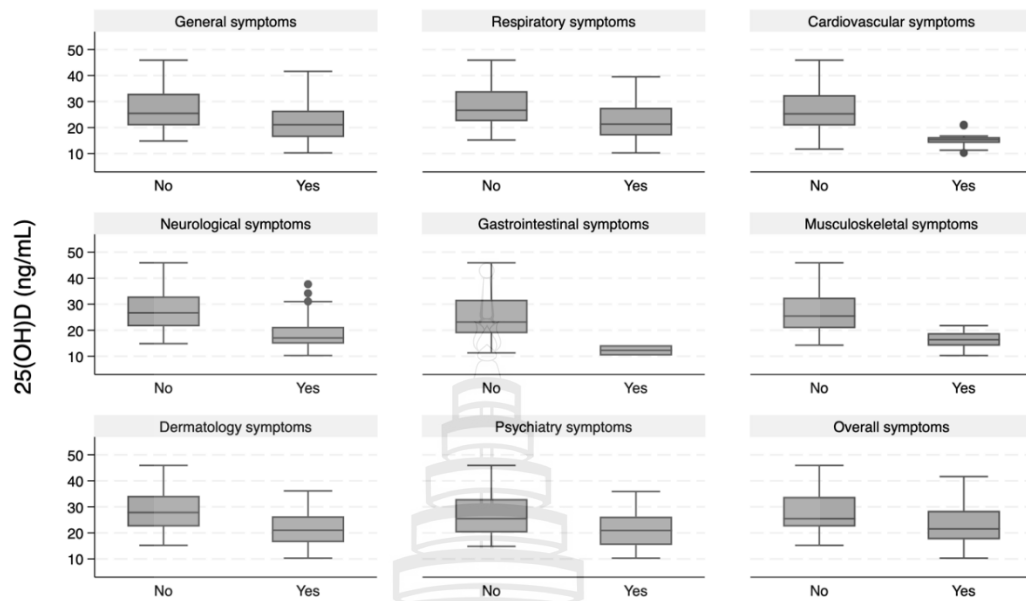 General symptoms
Respiratory symptoms
Cardiovascular symptoms
50
40
30
20
10
No
Yes
No
Yes
No
Yes
25(OH)D (ng/mL)
Neurological symptoms
Gastrointestinal symptoms
Musculoskeletal symptoms
50
40
30
20
10
No
Yes
No
Yes
No
Yes
Dermatology symptoms
Psychiatry symptoms
Overall symptoms
50
40
30
20
10
No
Yes
No
Yes
No
Yes